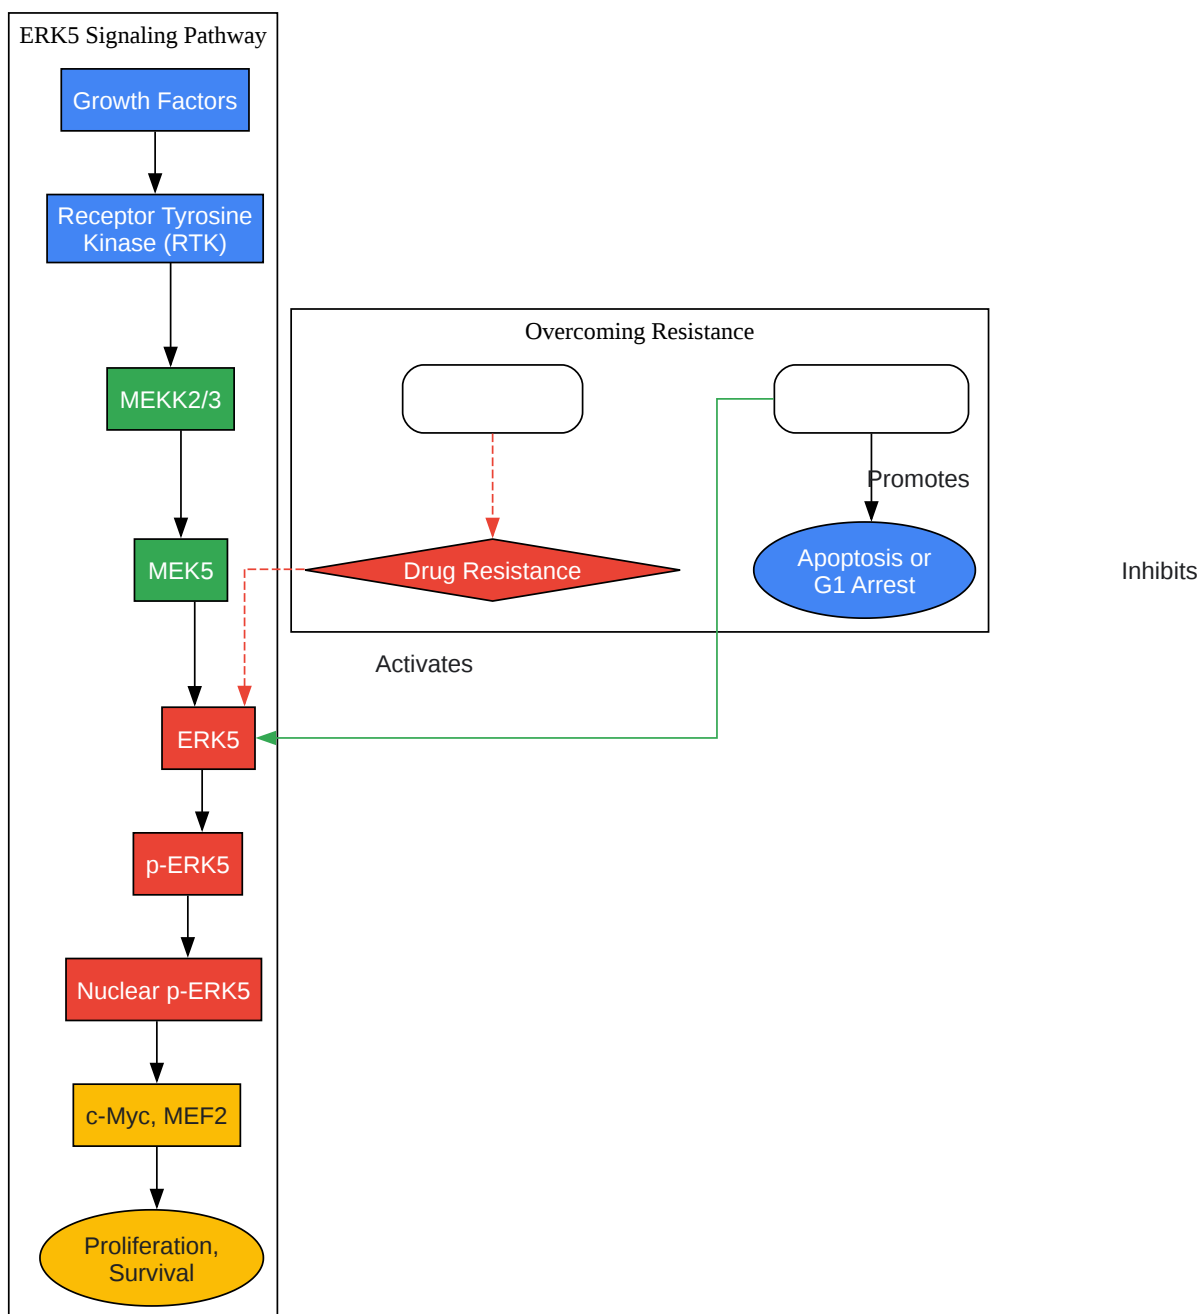 ERK5 Signaling Pathway
Growth Factors
Receptor Tyrosine
Kinase (RTK)
MEKK2/3
MEK5
ERK5
p-ERK5
Nuclear p-ERK5
c-Myc, MEF2
Proliferation,
Survival
Overcoming Resistance
Promotes
Drug Resistance
Apoptosis or
G1 Arrest
Inhibits
Activates